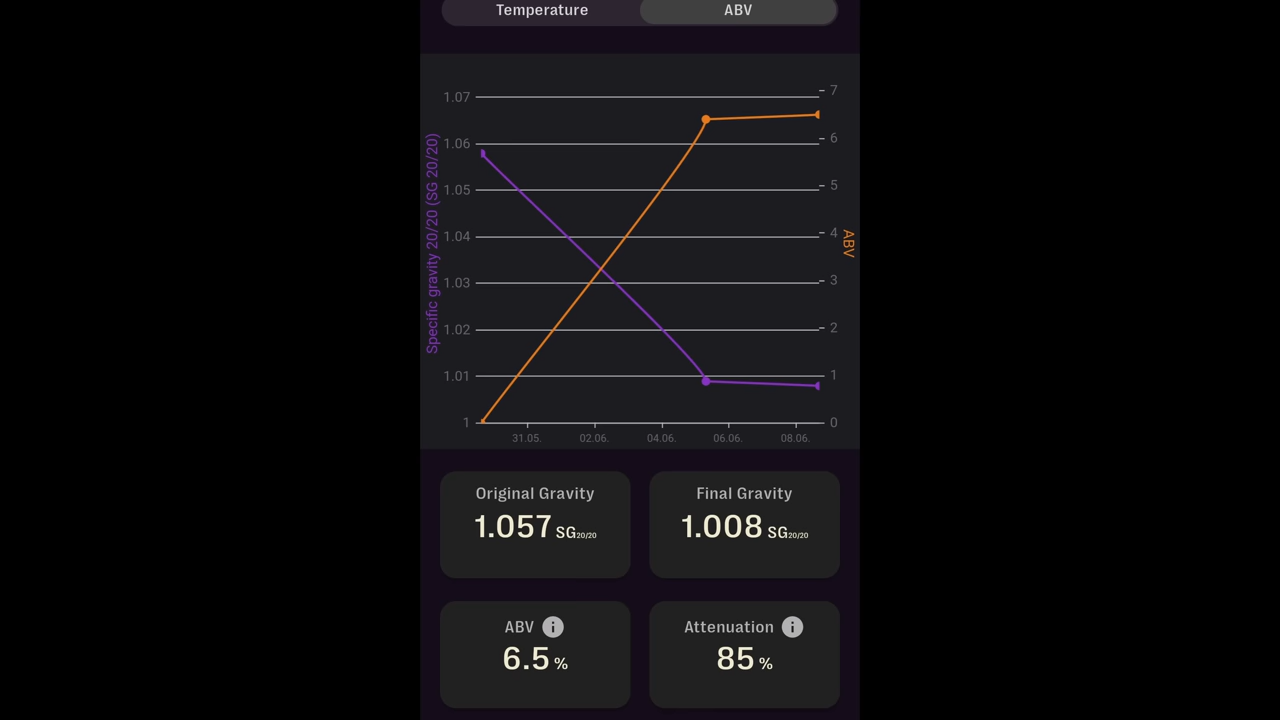 Temperature ABV
1.07 7
1.06 6
1.05 5
1.04 4
1.03 3
1.02 2
1.01 1
1 0
Specific gravity 20/20 (SG 20/20)
ABV
31.05. 02.06. 04.06. 06.06. 08.06.
Original Gravity Final Gravity
1.057 SG20/20 1.008 SG20/20
ABV i Attenuation i
6.5 % 85 %